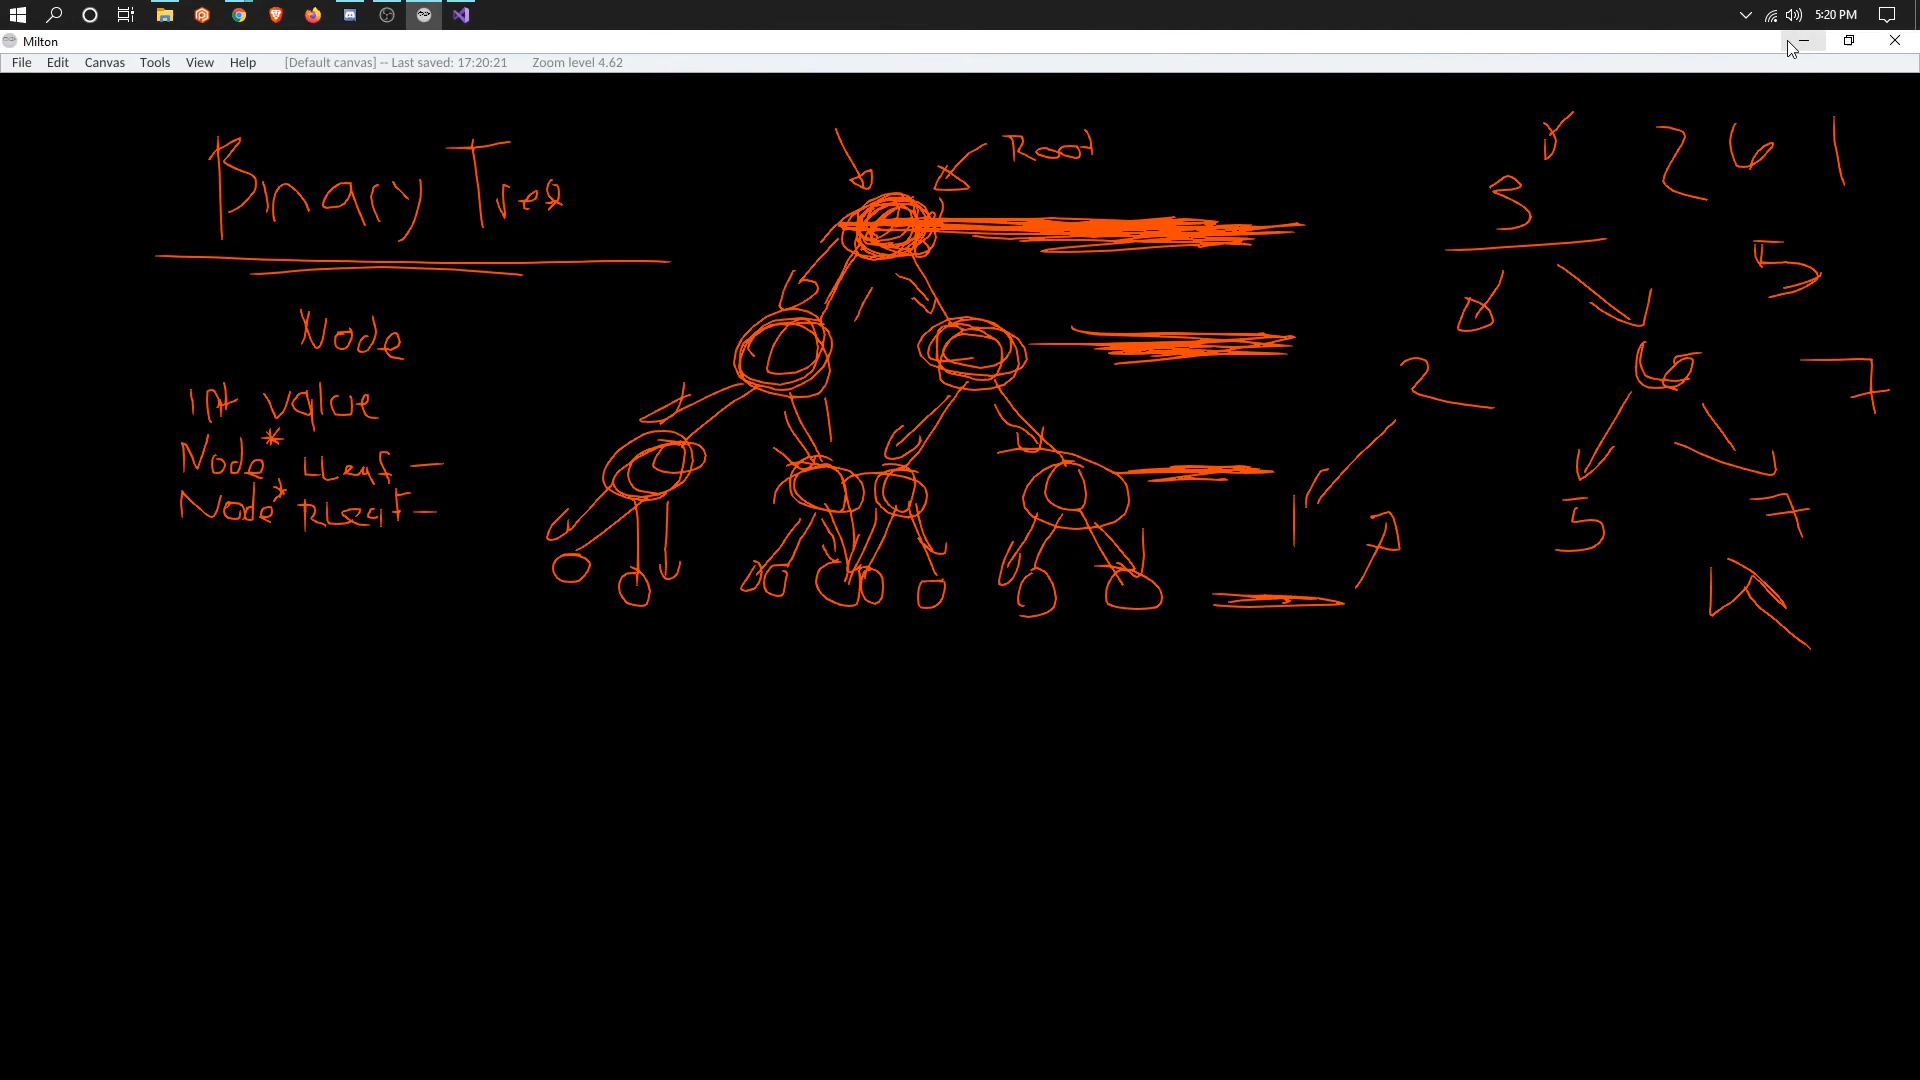 5:20 PM
Milton
File Edit Canvas Tools View Help [Default canvas] -- Last saved: 17:20:21 Zoom level 4.62
Binary Tree
Root
Node
int value
Node* LLeaf -
Node* RLeaf -
3 2 6 1
5
2 6 7
1 5 7